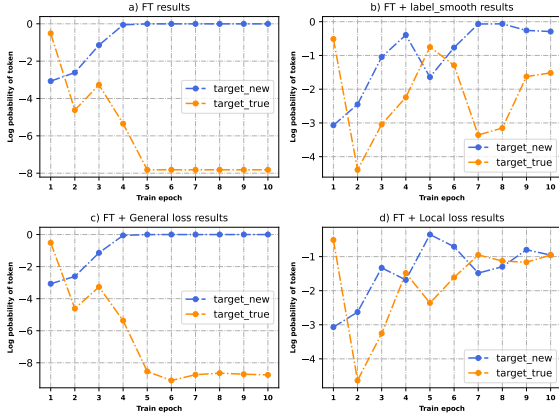 a) FT results
Log pobability of token
0
−2
−4
−6
−8
target_new
target_true
1 2 3 4 5 6 7 8 9 10
Train epoch
b) FT + label_smooth results
Log pobability of token
0
−1
−2
−3
−4
target_new
target_true
1 2 3 4 5 6 7 8 9 10
Train epoch
c) FT + General loss results
Log pobability of token
0
−2
−4
−6
−8
target_new
target_true
1 2 3 4 5 6 7 8 9 10
Train epoch
d) FT + Local loss results
Log pobability of token
−1
−2
−3
−4
target_new
target_true
1 2 3 4 5 6 7 8 9 10
Train epoch